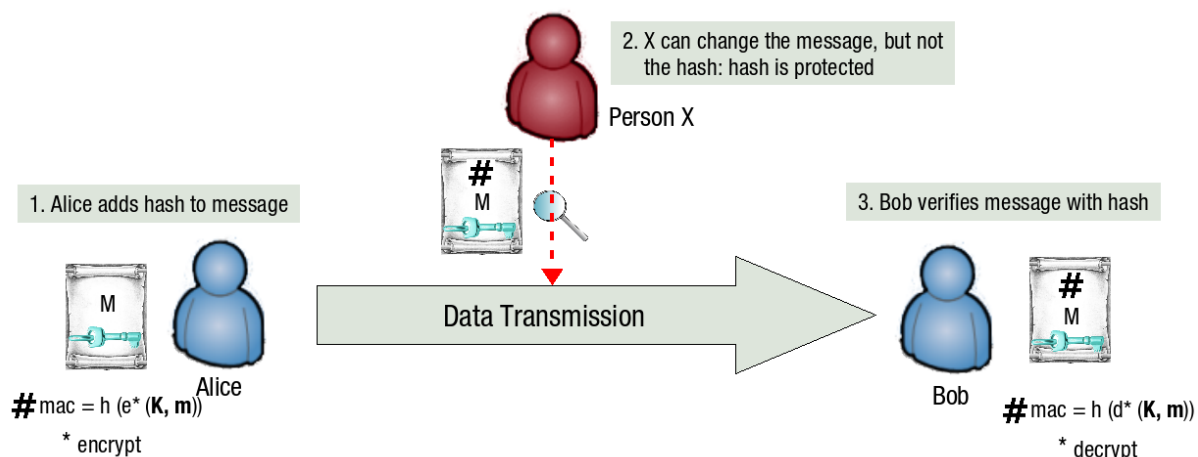 2. X can change the message, but not
the hash: hash is protected
Person X
#
M
1. Alice adds hash to message
3. Bob verifies message with hash
M
Alice
Data Transmission
#
M
Bob
# mac = h (e* (K, m))
* encrypt
# mac = h (d* (K, m))
* decrypt